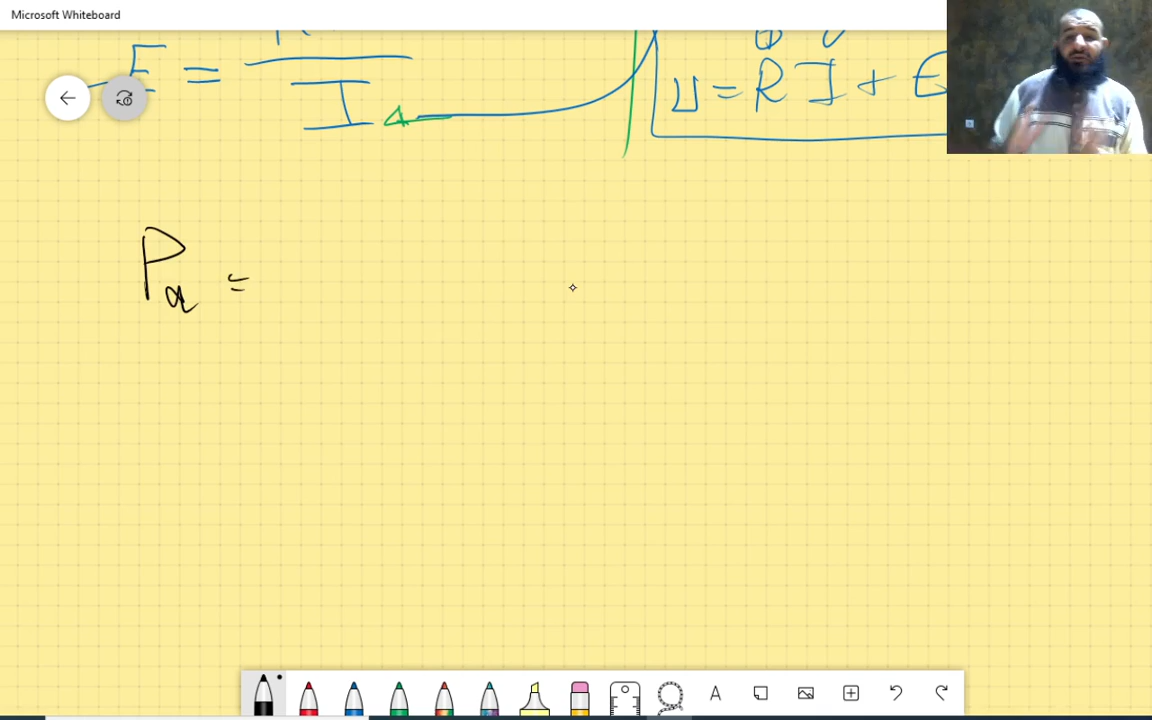 Microsoft Whiteboard
E =
I
U = R I + E
Pa =
A